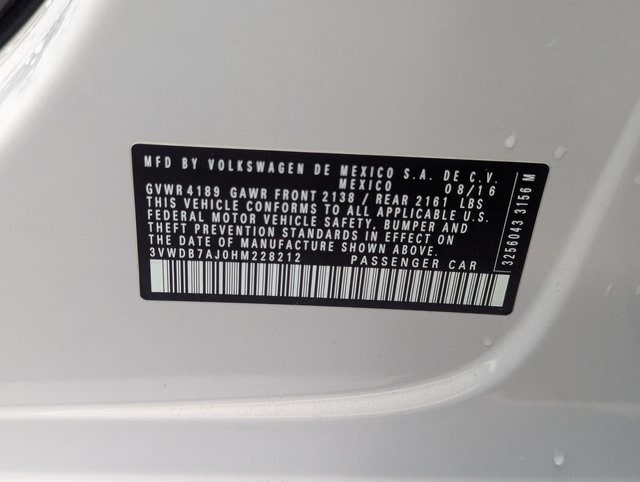 MFD BY VOLKSWAGEN DE MEXICO S.A. DE C.V.
MEXICO 08/16
GVWR 4189 GAWR FRONT 2138 / REAR 2161 LBS
THIS VEHICLE CONFORMS TO ALL APPLICABLE U.S.
FEDERAL MOTOR VEHICLE SAFETY, BUMPER AND
THEFT PREVENTION STANDARDS IN EFFECT ON
THE DATE OF MANUFACTURE SHOWN ABOVE.
3VWDB7AJ0HM228212 PASSENGER CAR
3256043 3156 M